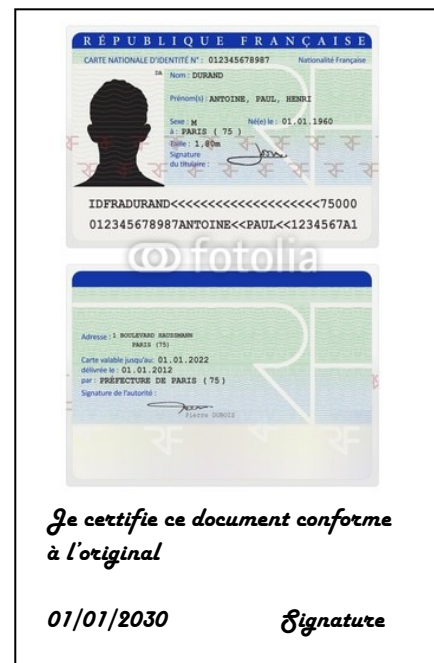 RÉPUBLIQUE FRANÇAISE
CARTE NATIONALE D'IDENTITÉ N° : 012345678987 Nationalité Française
DA Nom : DURAND
Prénom(s) : ANTOINE, PAUL, HENRI
Sexe : M Né(e) le : 01.01.1960
à : PARIS ( 75 )
Taille : 1,80m
Signature
du titulaire :
IDFRADURAND<<<<<<<<<<<<<<<<<<<<75000
012345678987ANTOINE<<PAUL<<1234567A1
fotolia
Adresse : 1 BOULEVARD HAUSSMANN
PARIS (75)
Carte valable jusqu'au: 01.01.2022
délivrée le : 01.01.2012
par : PRÉFECTURE DE PARIS ( 75 )
Signature de l'autorité :
Pierre DUBOIS
Je certifie ce document conforme
à l'original
01/01/2030 Signature